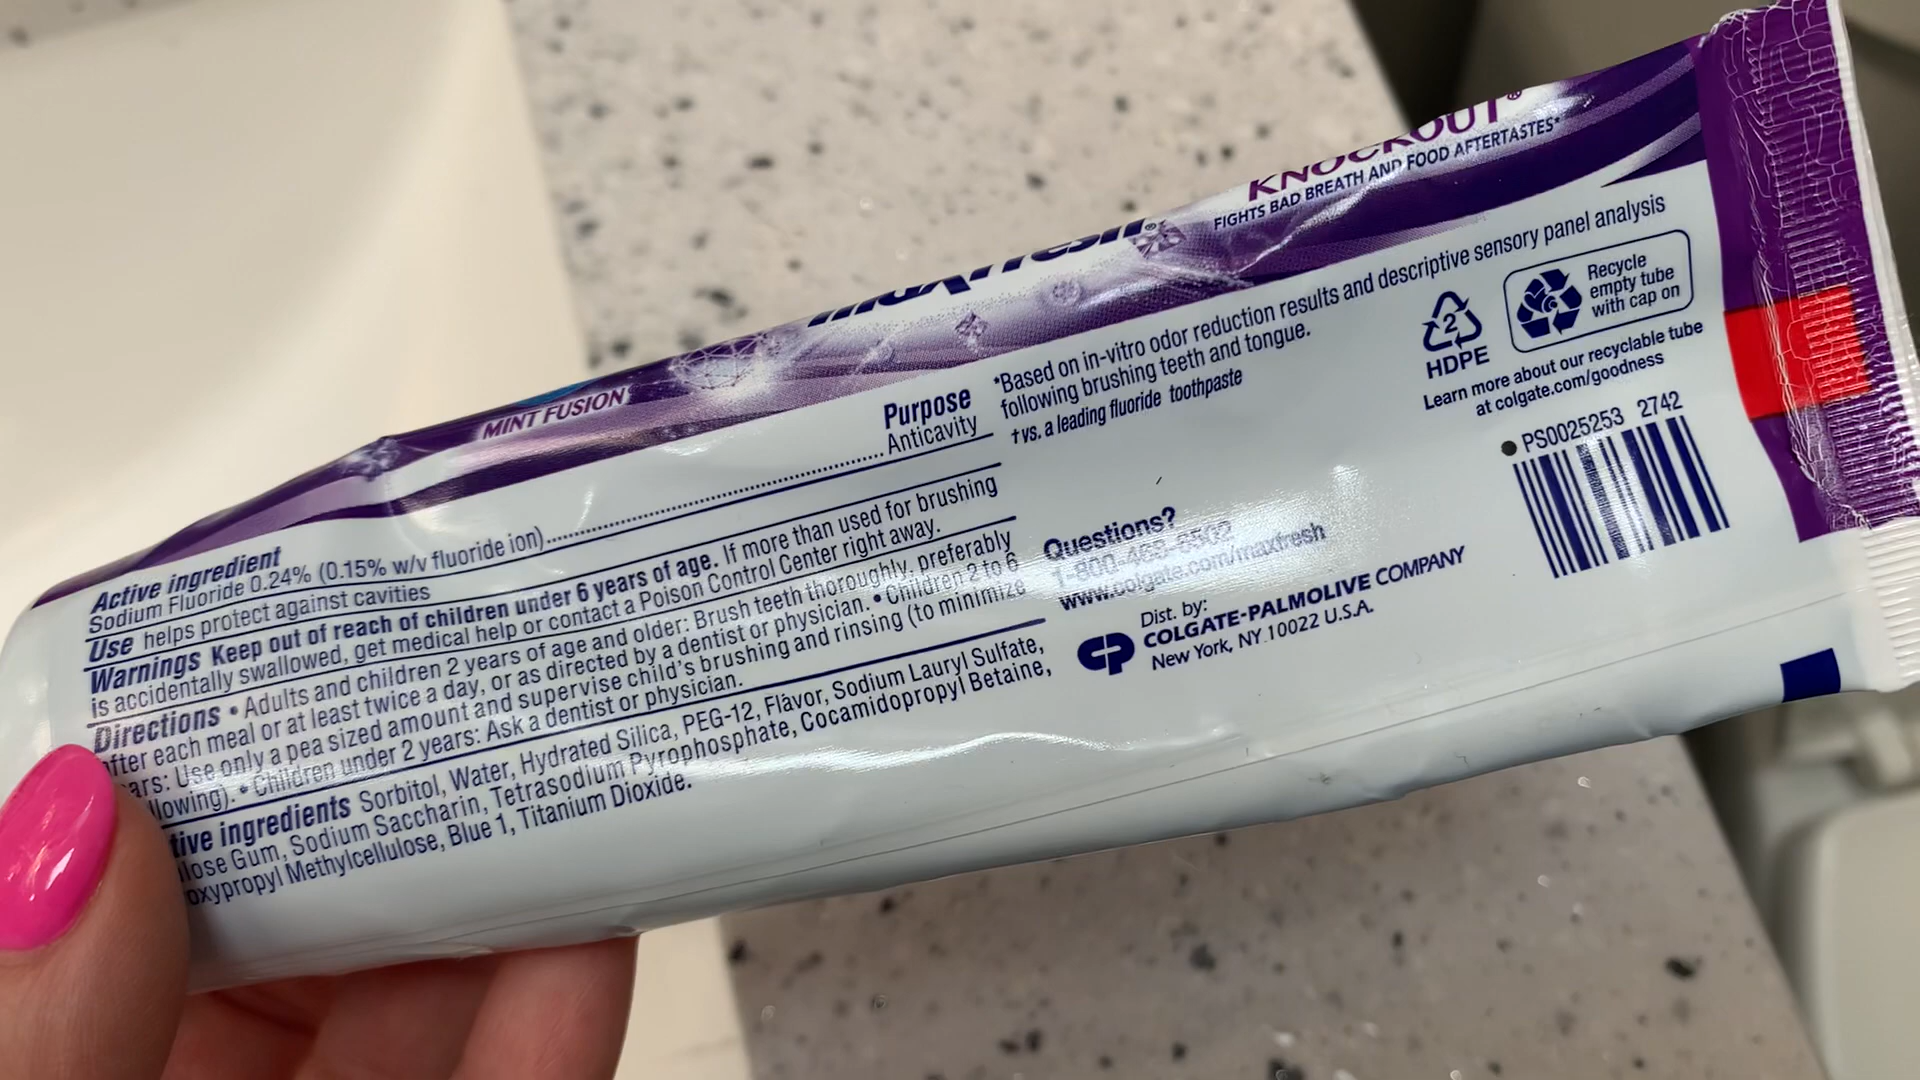 KNOCKOUT®
FIGHTS BAD BREATH AND FOOD AFTERTASTES*
maxfresh®
MINT FUSION
Active ingredient
Purpose
Sodium Fluoride 0.24% (0.15% w/v fluoride ion)
Anticavity
Use helps protect against cavities
Warnings Keep out of reach of children under 6 years of age. If more than used for brushing
is accidentally swallowed, get medical help or contact a Poison Control Center right away.
Directions • Adults and children 2 years of age and older: Brush teeth thoroughly, preferably
after each meal or at least twice a day, or as directed by a dentist or physician. • Children 2 to 6
ars: Use only a pea sized amount and supervise child's brushing and rinsing (to minimize
llowing). • Children under 2 years: Ask a dentist or physician.
tive ingredients Sorbitol, Water, Hydrated Silica, PEG-12, Flavor, Sodium Lauryl Sulfate,
lose Gum, Sodium Saccharin, Tetrasodium Pyrophosphate, Cocamidopropyl Betaine,
oxypropyl Methylcellulose, Blue 1, Titanium Dioxide.
*Based on in-vitro odor reduction results and descriptive sensory panel analysis
following brushing teeth and tongue.
†vs. a leading fluoride toothpaste
2
HDPE
Recycle
empty tube
with cap on
Learn more about our recyclable tube
at colgate.com/goodness
PS0025253 2742
Questions?
1-800-468-6502
www.colgate.com/maxfresh
Dist. by:
COLGATE-PALMOLIVE COMPANY
New York, NY 10022 U.S.A.
CP